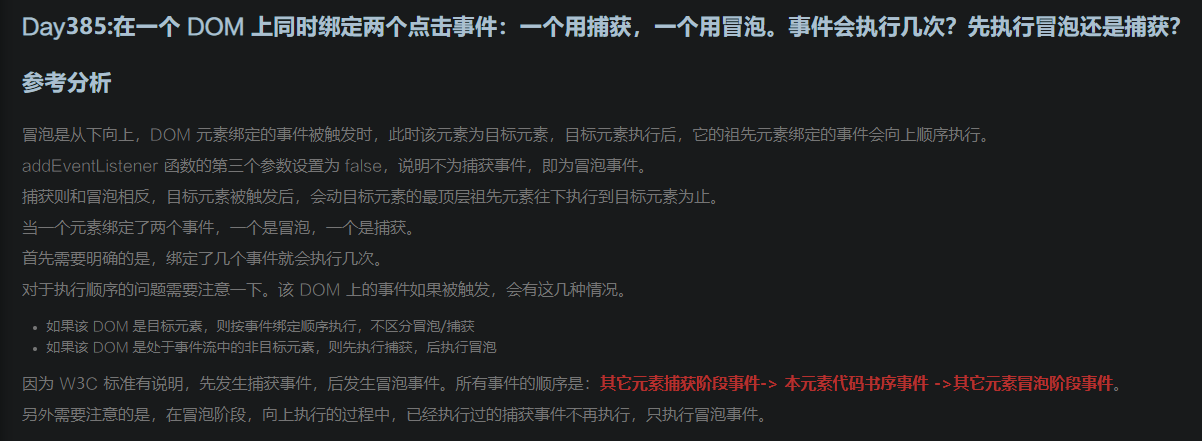 Day385:在一个 DOM 上同时绑定两个点击事件：一个用捕获，一个用冒泡。事件会执行几次？先执行冒泡还是捕获？
参考分析
冒泡是从下向上，DOM 元素绑定的事件被触发时，此时该元素为目标元素，目标元素执行后，它的祖先元素绑定的事件会向上顺序执行。
addEventListener 函数的第三个参数设置为 false，说明不为捕获事件，即为冒泡事件。
捕获则和冒泡相反，目标元素被触发后，会动目标元素的最顶层祖先元素往下执行到目标元素为止。
当一个元素绑定了两个事件，一个是冒泡，一个是捕获。
首先需要明确的是，绑定了几个事件就会执行几次。
对于执行顺序的问题需要注意一下。该 DOM 上的事件如果被触发，会有这几种情况。
• 如果该 DOM 是目标元素，则按事件绑定顺序执行，不区分冒泡/捕获
• 如果该 DOM 是处于事件流中的非目标元素，则先执行捕获，后执行冒泡
因为 W3C 标准有说明，先发生捕获事件，后发生冒泡事件。所有事件的顺序是：其它元素捕获阶段事件-> 本元素代码书序事件 ->其它元素冒泡阶段事件。
另外需要注意的是，在冒泡阶段，向上执行的过程中，已经执行过的捕获事件不再执行，只执行冒泡事件。